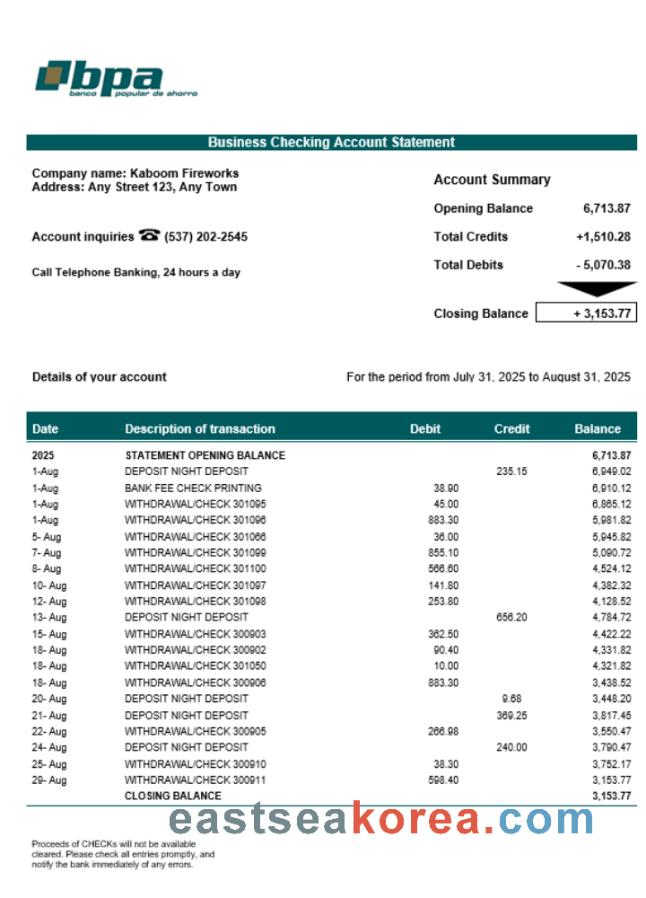 bpa
banco popular de ahorro
Business Checking Account Statement
Company name: Kaboom Fireworks
Address: Any Street 123, Any Town
Account inquiries ☎ (537) 202-2545
Call Telephone Banking, 24 hours a day
Account Summary
Opening Balance 6,713.87
Total Credits +1,510.28
Total Debits - 5,070.38
Closing Balance + 3,153.77
Details of your account For the period from July 31, 2025 to August 31, 2025
Date Description of transaction Debit Credit Balance
2025 STATEMENT OPENING BALANCE 6,713.87
1-Aug DEPOSIT NIGHT DEPOSIT 235.15 6,949.02
1-Aug BANK FEE CHECK PRINTING 38.90 6,910.12
1-Aug WITHDRAWAL/CHECK 301095 45.00 6,865.12
1-Aug WITHDRAWAL/CHECK 301096 883.30 5,981.82
5- Aug WITHDRAWAL/CHECK 301066 36.00 5,945.82
7- Aug WITHDRAWAL/CHECK 301099 855.10 5,090.72
8- Aug WITHDRAWAL/CHECK 301100 566.60 4,524.12
10- Aug WITHDRAWAL/CHECK 301097 141.80 4,382.32
12- Aug WITHDRAWAL/CHECK 301098 253.80 4,128.52
13- Aug DEPOSIT NIGHT DEPOSIT 656.20 4,784.72
15- Aug WITHDRAWAL/CHECK 300903 362.50 4,422.22
18- Aug WITHDRAWAL/CHECK 300902 90.40 4,331.82
18- Aug WITHDRAWAL/CHECK 301050 10.00 4,321.82
18- Aug WITHDRAWAL/CHECK 300906 883.30 3,438.52
20- Aug DEPOSIT NIGHT DEPOSIT 9.68 3,448.20
21- Aug DEPOSIT NIGHT DEPOSIT 369.25 3,817.45
22- Aug WITHDRAWAL/CHECK 300905 266.98 3,550.47
24- Aug DEPOSIT NIGHT DEPOSIT 240.00 3,790.47
25- Aug WITHDRAWAL/CHECK 300910 38.30 3,752.17
29- Aug WITHDRAWAL/CHECK 300911 598.40 3,153.77
CLOSING BALANCE 3,153.77
eastseakorea.com
Proceeds of CHECKs will not be available
cleared. Please check all entries promptly, and
notify the bank immediately of any errors.